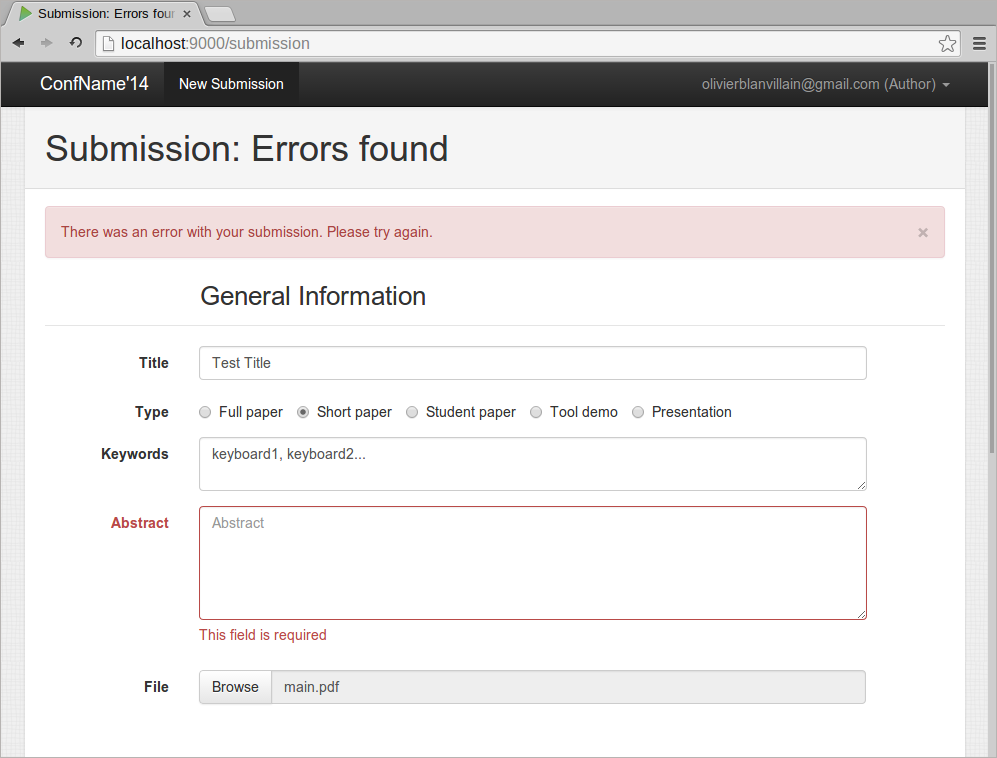 Submission: Errors four
localhost:9000/submission
ConfName'14 New Submission olivierblanvillain@gmail.com (Author)
Submission: Errors found
There was an error with your submission. Please try again. ×
General Information
Title Test Title
Type Full paper Short paper Student paper Tool demo Presentation
Keywords keyboard1, keyboard2...
Abstract Abstract
This field is required
File Browse main.pdf